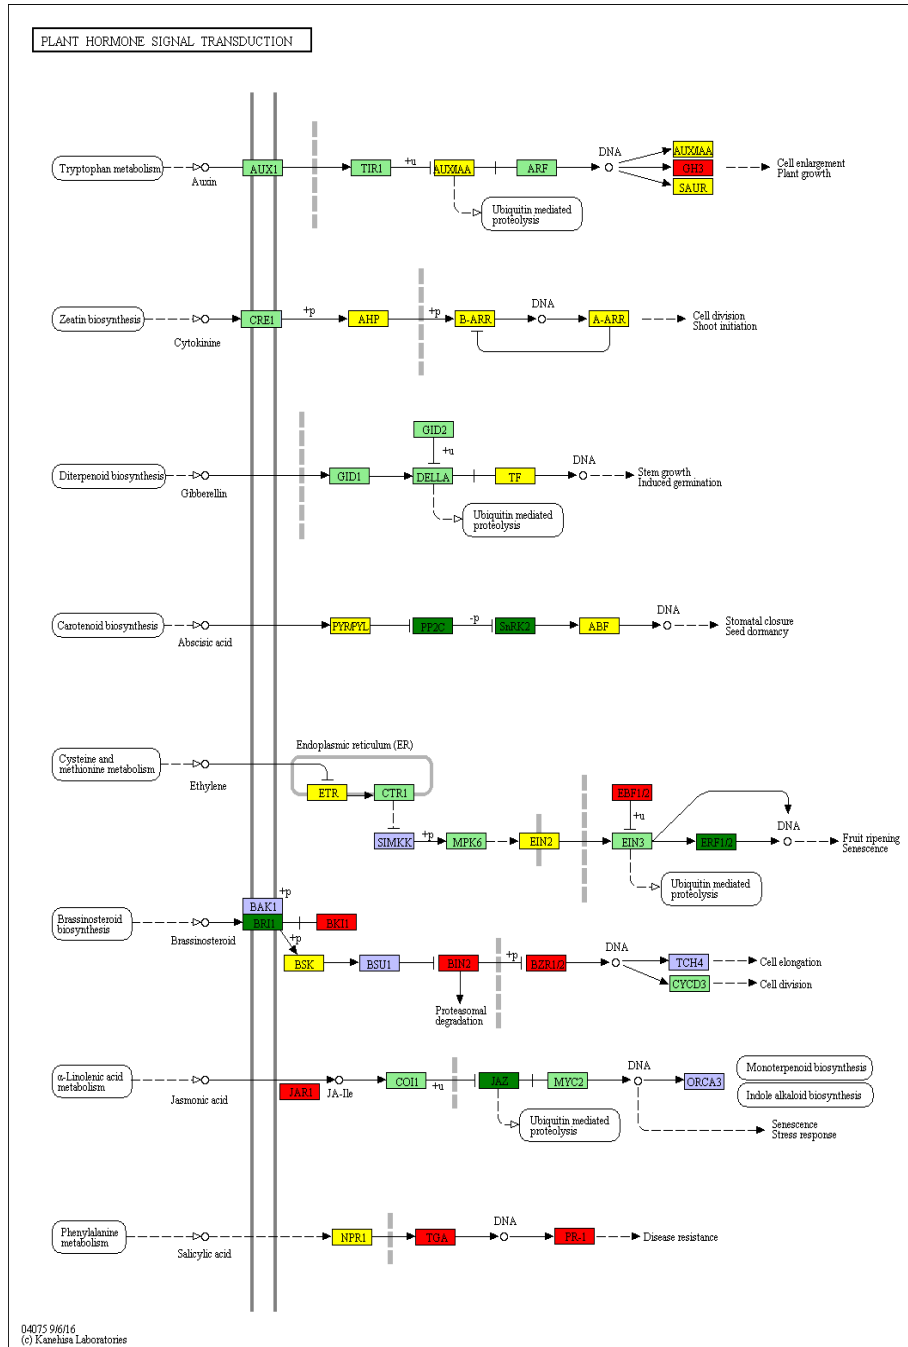 PLANT HORMONE SIGNAL TRANSDUCTION
Tryptophan metabolism
Auxin
AUX1
TIR1
+u
AUX/IAA
ARF
DNA
AUX/IAA
GH3
SAUR
Cell enlargement
Plant growth
Ubiquitin mediated
proteolysis
Zeatin biosynthesis
Cytokinine
CRE1
+p
AHP
+p
B-ARR
DNA
A-ARR
Cell division
Shoot initiation
GID2
+u
Diterpenoid biosynthesis
Gibberellin
GID1
DELLA
TF
DNA
Stem growth
Induced germination
Ubiquitin mediated
proteolysis
Carotenoid biosynthesis
Abscisic acid
PYR/PYL
PP2C
-p
SnRK2
ABF
DNA
Stomatal closure
Seed dormancy
Cysteine and
methionine metabolism
Ethylene
Endoplasmic reticulum (ER)
ETR
CTR1
SIMKK
+p
MPK6
EIN2
EBF1/2
+u
EIN3
ERF1/2
DNA
Fruit ripening
Senescence
Ubiquitin mediated
proteolysis
Brassinosteroid
biosynthesis
Brassinosteroid
BAK1
+p
BRI1
BKI1
+p
BSK
BSU1
BIN2
+p
BZR1/2
DNA
TCH4
Cell elongation
CYCD3
Cell division
Proteasomal
degradation
α-Linolenic acid
metabolism
Jasmonic acid
JAR1
JA-Ile
COI1
+u
JAZ
MYC2
DNA
ORCA3
Monoterpenoid biosynthesis
Indole alkaloid biosynthesis
Ubiquitin mediated
proteolysis
Senescence
Stress response
Phenylalanine
metabolism
Salicylic acid
NPR1
TGA
DNA
PR-1
Disease resistance
04075 9/6/16
(c) Kanehisa Laboratories